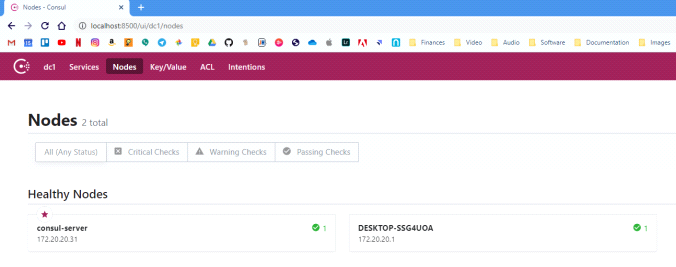 Nodes - Consul
localhost:8500/ui/dc1/nodes
Finances Video Audio Software Documentation Images
dc1 Services Nodes Key/Value ACL Intentions
Nodes 2 total
All (Any Status) Critical Checks Warning Checks Passing Checks
Healthy Nodes
consul-server 1 DESKTOP-SSG4UOA 1
172.20.20.31 172.20.20.1